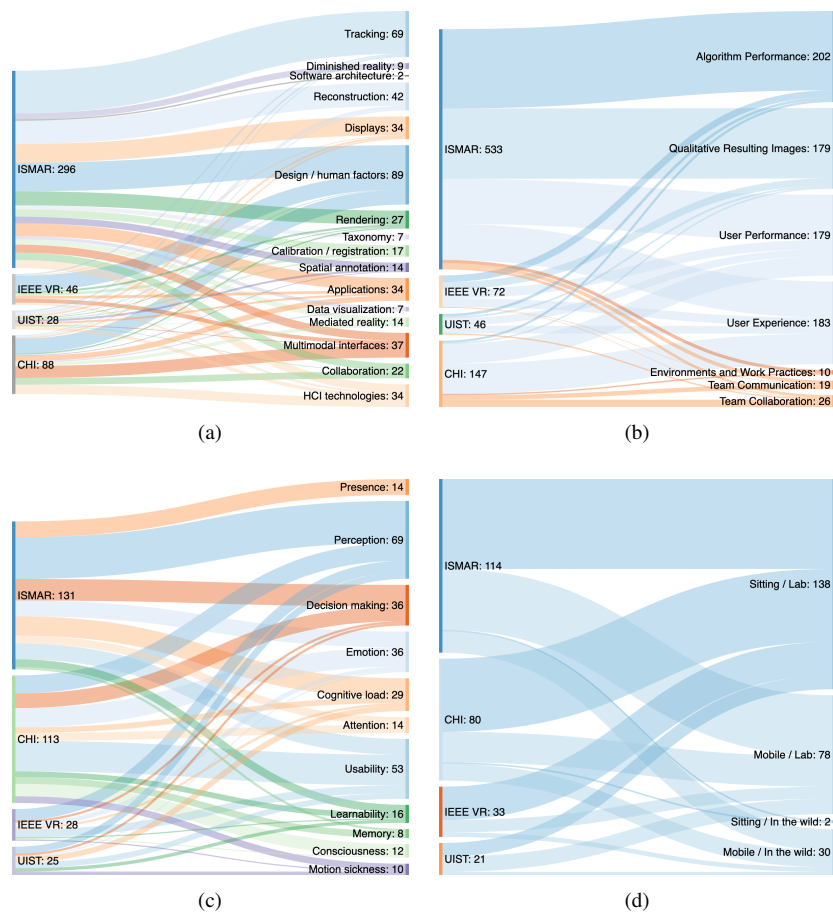 Tracking: 69
Diminished reality: 9
Software architecture: 2
Reconstruction: 42
Displays: 34
ISMAR: 296
Design / human factors: 89
Rendering: 27
Taxonomy: 7
Calibration / registration: 17
Spatial annotation: 14
IEEE VR: 46
Applications: 34
Data visualization: 7
UIST: 28
Mediated reality: 14
Multimodal interfaces: 37
CHI: 88
Collaboration: 22
HCI technologies: 34
(a)
Algorithm Performance: 202
ISMAR: 533
Qualitative Resulting Images: 179
User Performance: 179
IEEE VR: 72
UIST: 46
User Experience: 183
CHI: 147
Environments and Work Practices: 10
Team Communication: 19
Team Collaboration: 26
(b)
Presence: 14
Perception: 69
ISMAR: 131
Decision making: 36
Emotion: 36
Cognitive load: 29
Attention: 14
CHI: 113
Usability: 53
Learnability: 16
IEEE VR: 28
Memory: 8
Consciousness: 12
UIST: 25
Motion sickness: 10
(c)
ISMAR: 114
Sitting / Lab: 138
CHI: 80
Mobile / Lab: 78
IEEE VR: 33
Sitting / In the wild: 2
Mobile / In the wild: 30
UIST: 21
(d)